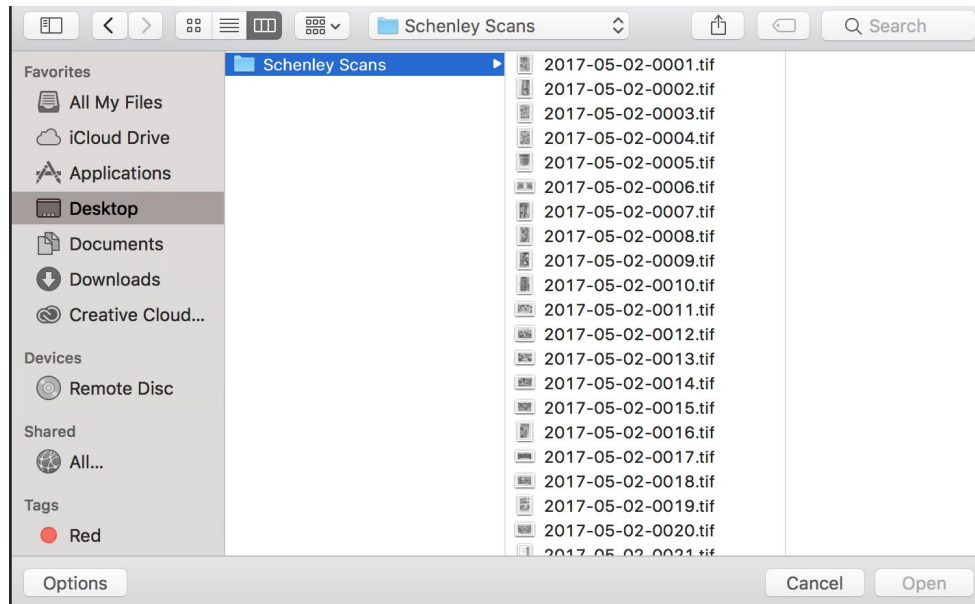 Schenley Scans
Search
Favorites
All My Files
iCloud Drive
Applications
Desktop
Documents
Downloads
Creative Cloud...
Devices
Remote Disc
Shared
All...
Tags
Red
Schenley Scans
2017-05-02-0001.tif
2017-05-02-0002.tif
2017-05-02-0003.tif
2017-05-02-0004.tif
2017-05-02-0005.tif
2017-05-02-0006.tif
2017-05-02-0007.tif
2017-05-02-0008.tif
2017-05-02-0009.tif
2017-05-02-0010.tif
2017-05-02-0011.tif
2017-05-02-0012.tif
2017-05-02-0013.tif
2017-05-02-0014.tif
2017-05-02-0015.tif
2017-05-02-0016.tif
2017-05-02-0017.tif
2017-05-02-0018.tif
2017-05-02-0019.tif
2017-05-02-0020.tif
2017-05-02-0021.tif
Options
Cancel
Open